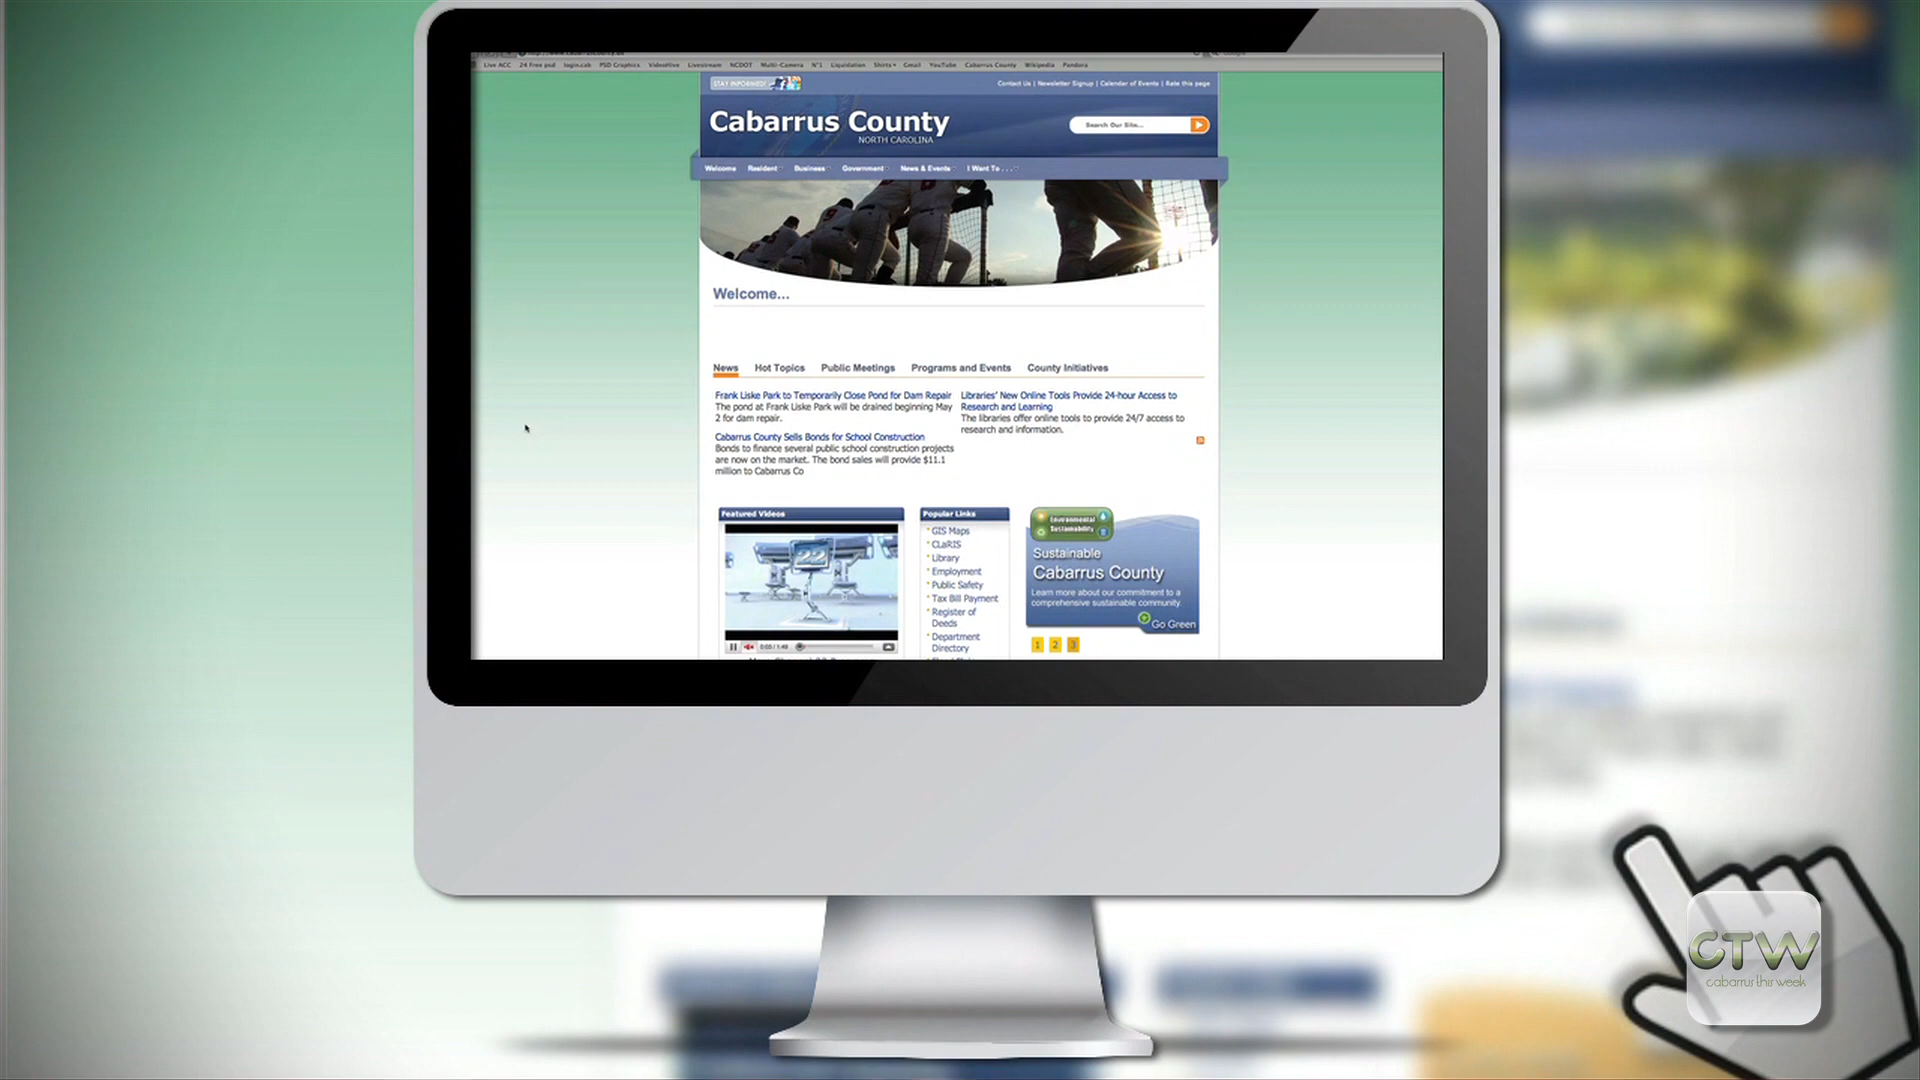 Live ACC 24 Free psd login.cab PSD Graphics VideoHive Livestream NCDOT Multi-Camera N°1 Liquidation Shirts Gmail YouTube Cabarrus County Wikipedia Pandora
STAY INFORMED!
Contact Us | Newsletter Signup | Calendar of Events | Rate this page
Cabarrus County
NORTH CAROLINA
Search Our Site...
Welcome Resident Business Government News & Events I Want To . . .
Welcome...
News Hot Topics Public Meetings Programs and Events County Initiatives
Frank Liske Park to Temporarily Close Pond for Dam Repair
The pond at Frank Liske Park will be drained beginning May
2 for dam repair.
Cabarrus County Sells Bonds for School Construction
Bonds to finance several public school construction projects
are now on the market. The bond sales will provide $11.1
million to Cabarrus Co
Libraries' New Online Tools Provide 24-hour Access to
Research and Learning
The libraries offer online tools to provide 24/7 access to
research and information.
Featured Videos
22
0:03 / 1:49
Popular Links
GIS Maps
CLaRIS
Library
Employment
Public Safety
Tax Bill Payment
Register of
Deeds
Department
Directory
Environmental
Sustainability
Sustainable
Cabarrus County
Learn more about our commitment to a
comprehensive sustainable community.
Go Green
1 2 3
CTW
cabarrus this week